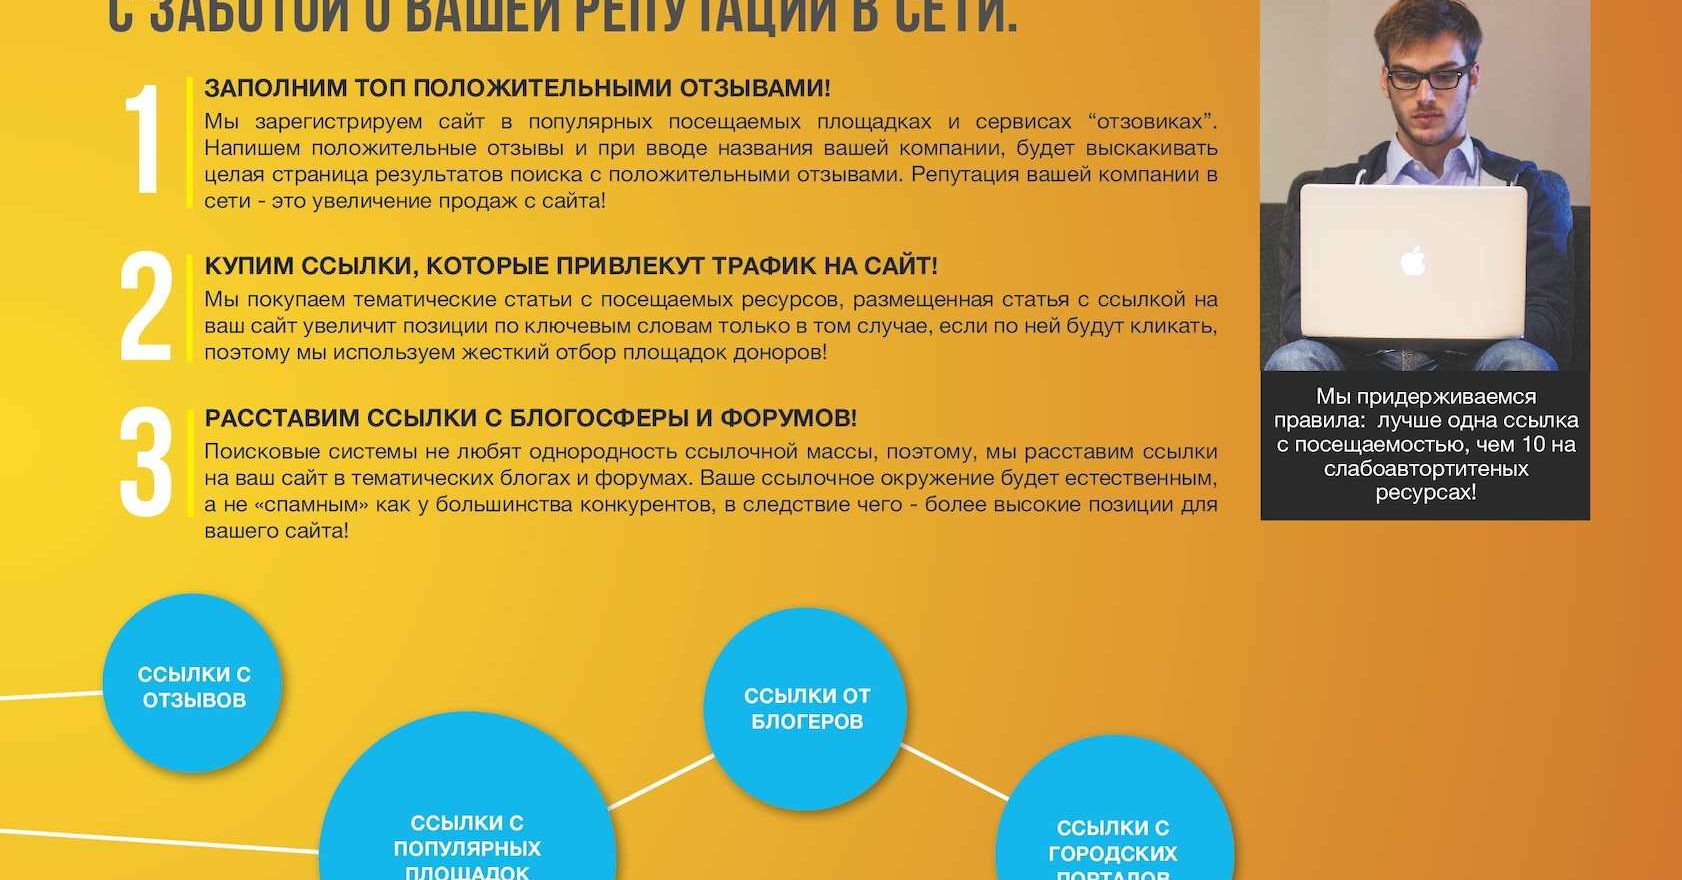 С ЗАБОТОЙ О ВАШЕЙ РЕПУТАЦИИ В СЕТИ.
1
ЗАПОЛНИМ ТОП ПОЛОЖИТЕЛЬНЫМИ ОТЗЫВАМИ!
Мы зарегистрируем сайт в популярных посещаемых площадках и сервисах “отзовиках”.
Напишем положительные отзывы и при вводе названия вашей компании, будет выскакивать
целая страница результатов поиска с положительными отзывами. Репутация вашей компании в
сети - это увеличение продаж с сайта!
2
КУПИМ ССЫЛКИ, КОТОРЫЕ ПРИВЛЕКУТ ТРАФИК НА САЙТ!
Мы покупаем тематические статьи с посещаемых ресурсов, размещенная статья с ссылкой на
ваш сайт увеличит позиции по ключевым словам только в том случае, если по ней будут кликать,
поэтому мы используем жесткий отбор площадок доноров!
3
РАССТАВИМ ССЫЛКИ С БЛОГОСФЕРЫ И ФОРУМОВ!
Поисковые системы не любят однородность ссылочной массы, поэтому, мы расставим ссылки
на ваш сайт в тематических блогах и форумах. Ваше ссылочное окружение будет естественным,
а не «спамным» как у большинства конкурентов, в следствие чего - более высокие позиции для
вашего сайта!
Мы придерживаемся
правила: лучше одна ссылка
с посещаемостью, чем 10 на
слабоавтортитеных
ресурсах!
ССЫЛКИ С
ОТЗЫВОВ
ССЫЛКИ С
ПОПУЛЯРНЫХ
ПЛОЩАДОК
ССЫЛКИ ОТ
БЛОГЕРОВ
ССЫЛКИ С
ГОРОДСКИХ
ПОРТАЛОВ